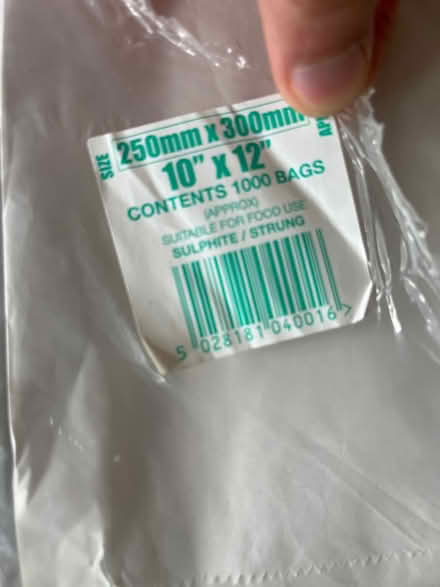 SIZE
250mm x 300mm
10" X 12"
CONTENTS 1000 BAGS
(APPROX)
SUITABLE FOR FOOD USE
SULPHITE / STRUNG
5 028181 040016 >